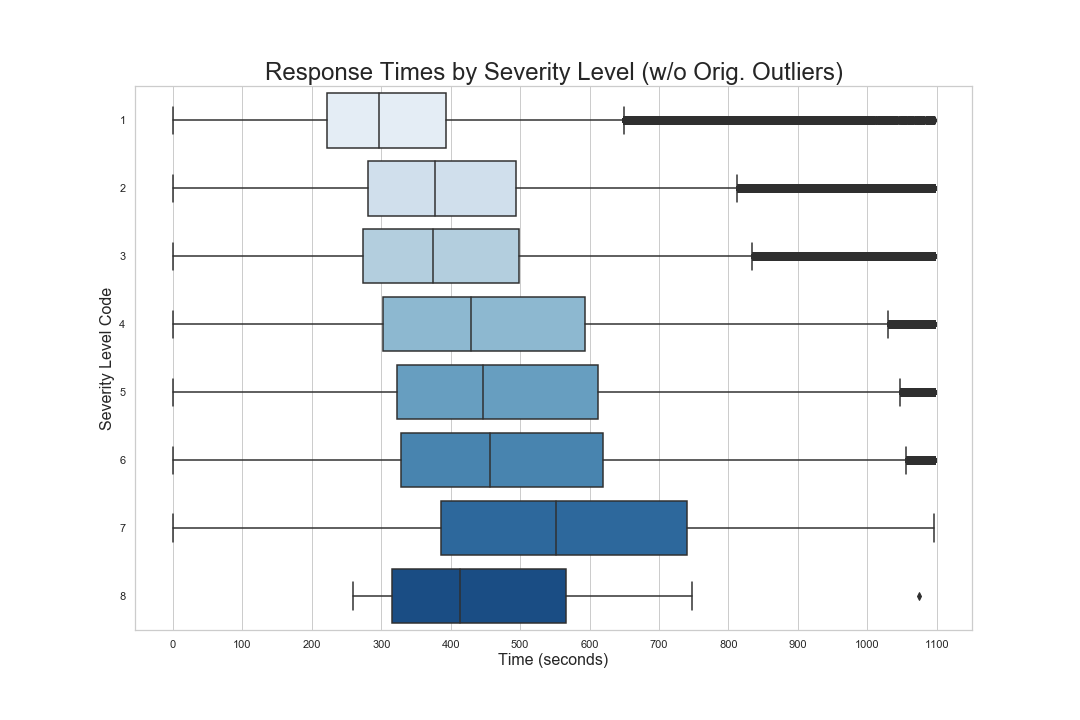 Response Times by Severity Level (w/o Orig. Outliers)
Severity Level Code
1
2
3
4
5
6
7
8
0 100 200 300 400 500 600 700 800 900 1000 1100
Time (seconds)